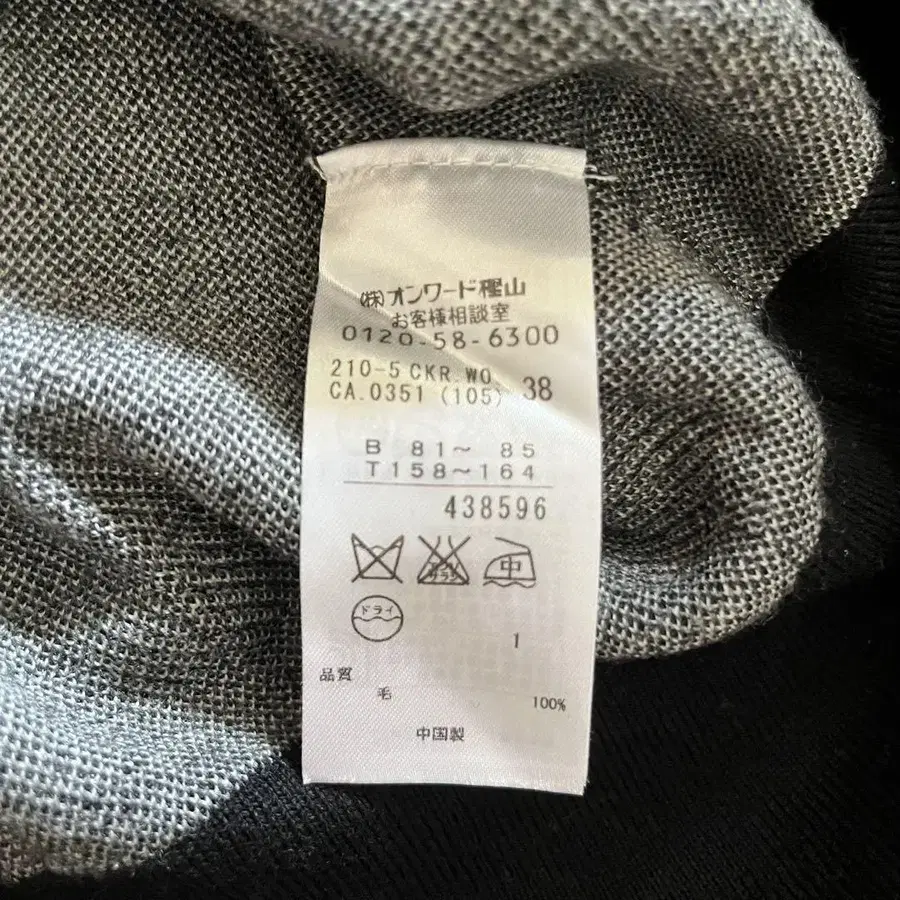 (株)オンワード樫山
お客様相談室
0120-58-6300
210-5 CKR.WO
CA.0351 (105) 38
B 81～ 85
T158～164
438596
中
ドライ
1
品質
毛 100%
中国製